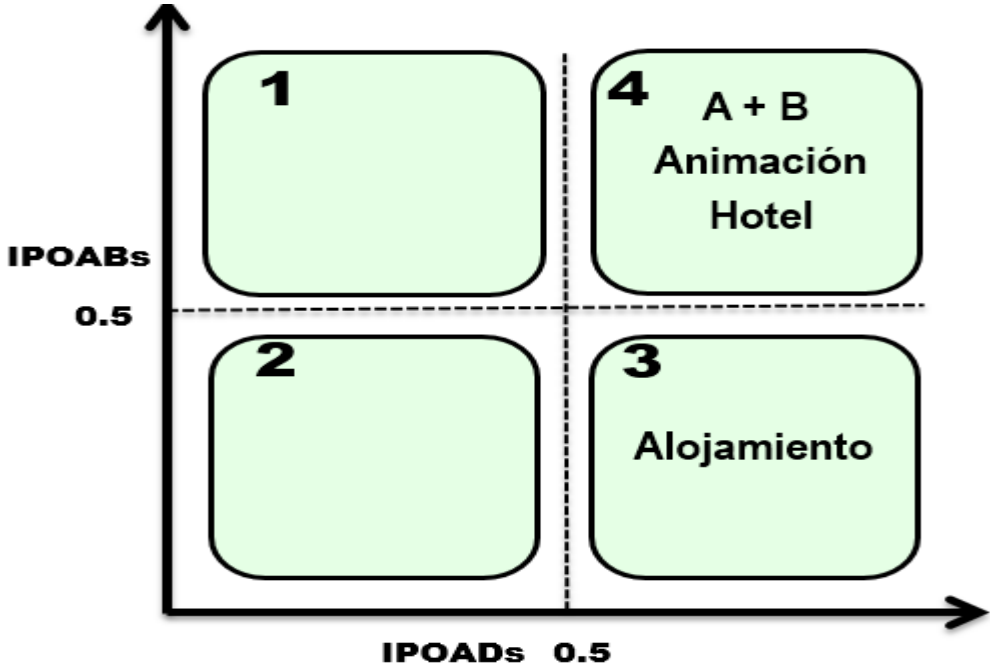 1
4
A + B
Animación
Hotel
IPOABs
0.5
2
3
Alojamiento
IPOADs 0.5